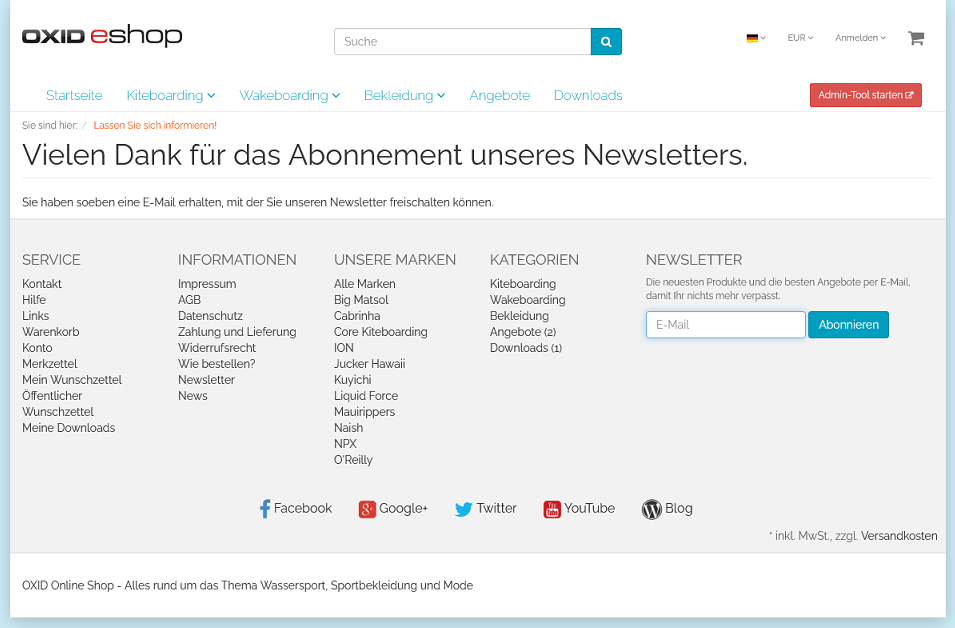 OXID eshop
Suche
EUR
Anmelden
Startseite Kiteboarding Wakeboarding Bekleidung Angebote Downloads
Admin-Tool starten
Sie sind hier: / Lassen Sie sich informieren!
Vielen Dank für das Abonnement unseres Newsletters.
Sie haben soeben eine E-Mail erhalten, mit der Sie unseren Newsletter freischalten können.
SERVICE
Kontakt
Hilfe
Links
Warenkorb
Konto
Merkzettel
Mein Wunschzettel
Öffentlicher
Wunschzettel
Meine Downloads
INFORMATIONEN
Impressum
AGB
Datenschutz
Zahlung und Lieferung
Widerrufsrecht
Wie bestellen?
Newsletter
News
UNSERE MARKEN
Alle Marken
Big Matsol
Cabrinha
Core Kiteboarding
ION
Jucker Hawaii
Kuyichi
Liquid Force
Mauirippers
Naish
NPX
O'Reilly
KATEGORIEN
Kiteboarding
Wakeboarding
Bekleidung
Angebote (2)
Downloads (1)
NEWSLETTER
Die neuesten Produkte und die besten Angebote per E-Mail,
damit Ihr nichts mehr verpasst.
E-Mail
Abonnieren
Facebook Google+ Twitter YouTube Blog
* inkl. MwSt., zzgl. Versandkosten
OXID Online Shop - Alles rund um das Thema Wassersport, Sportbekleidung und Mode